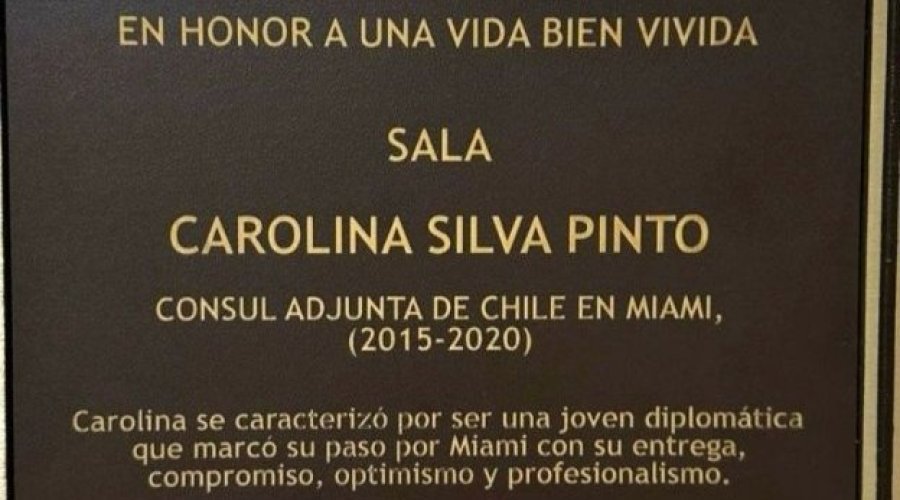 EN HONOR A UNA VIDA BIEN VIVIDA
SALA
CAROLINA SILVA PINTO
CONSUL ADJUNTA DE CHILE EN MIAMI,
(2015-2020)
Carolina se caracterizó por ser una joven diplomática
que marcó su paso por Miami con su entrega,
compromiso, optimismo y profesionalismo.